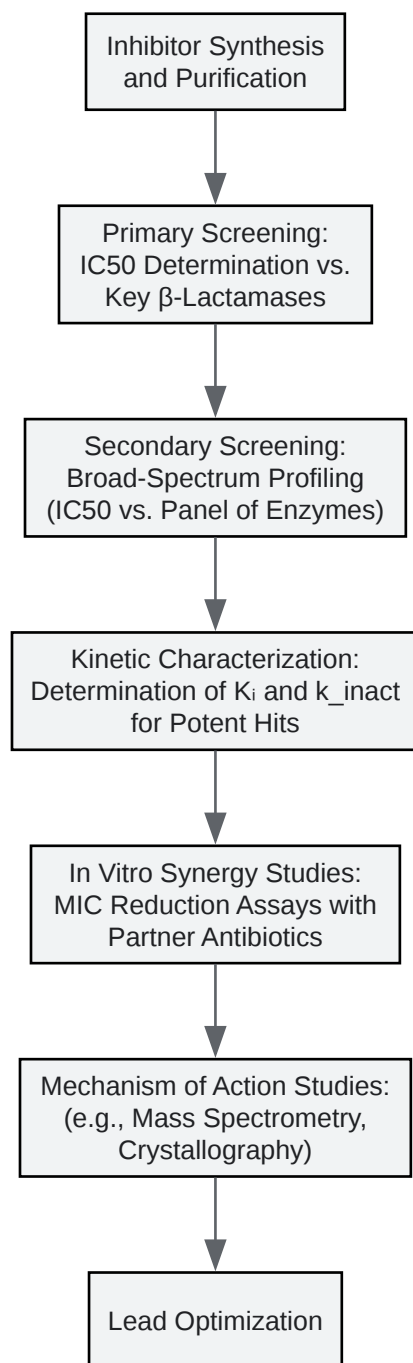 Inhibitor Synthesis
and Purification
Primary Screening:
IC50 Determination vs.
Key β-Lactamases
Secondary Screening:
Broad-Spectrum Profiling
(IC50 vs. Panel of Enzymes)
Kinetic Characterization:
Determination of Kᵢ and k_inact
for Potent Hits
In Vitro Synergy Studies:
MIC Reduction Assays with
Partner Antibiotics
Mechanism of Action Studies:
(e.g., Mass Spectrometry,
Crystallography)
Lead Optimization